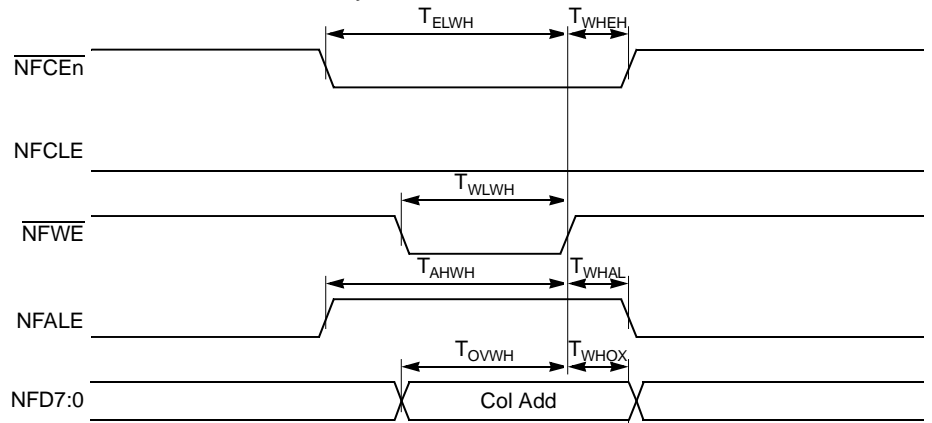 TELWH TWHEH
NFCEn
NFCLE
TWLWH
NFWE
TAHWH TWHAL
NFALE
TOVWH TWHOX
NFD7:0 Col Add